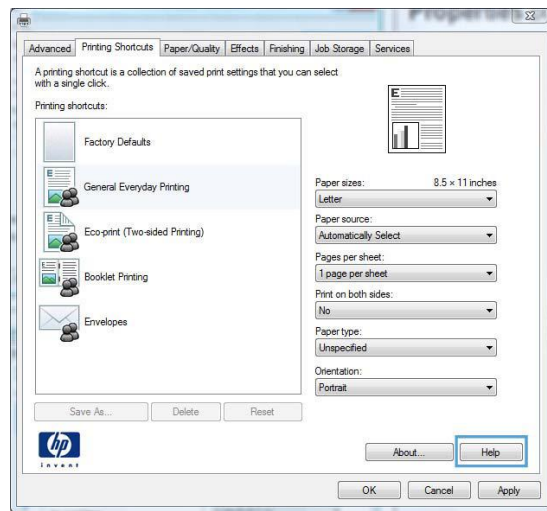 Advanced Printing Shortcuts Paper/Quality Effects Finishing Job Storage Services
A printing shortcut is a collection of saved print settings that you can select
with a single click.
Printing shortcuts:
Factory Defaults
General Everyday Printing
Eco-print (Two-sided Printing)
Booklet Printing
Envelopes
Save As... Delete Reset
E
Paper sizes: 8.5 × 11 inches
Letter
Paper source:
Automatically Select
Pages per sheet:
1 page per sheet
Print on both sides:
No
Paper type:
Unspecified
Orientation:
Portrait
hp
invent
About... Help
OK Cancel Apply